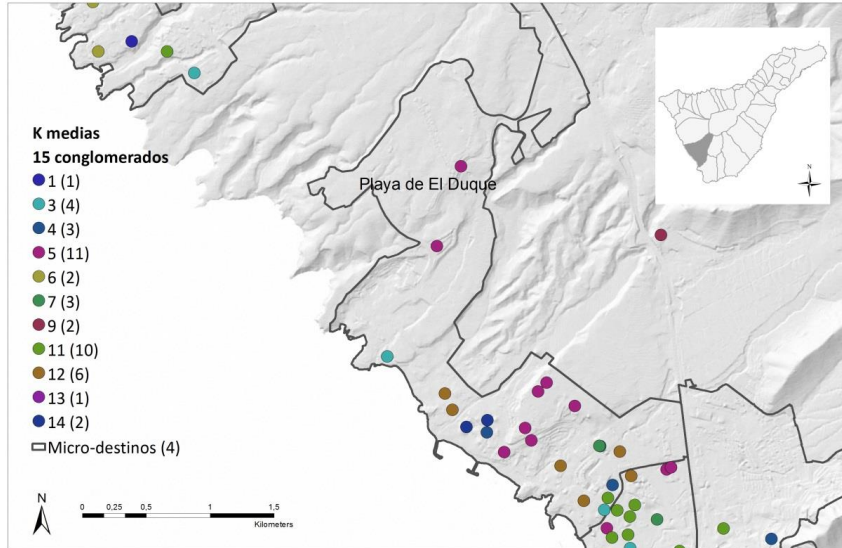 K medias
15 conglomerados
1 (1)
3 (4)
4 (3)
5 (11)
6 (2)
7 (3)
9 (2)
11 (10)
12 (6)
13 (1)
14 (2)
Micro-destinos (4)
Playa de El Duque
N
N
0 0,25 0,5 1 1,5
Kilometers